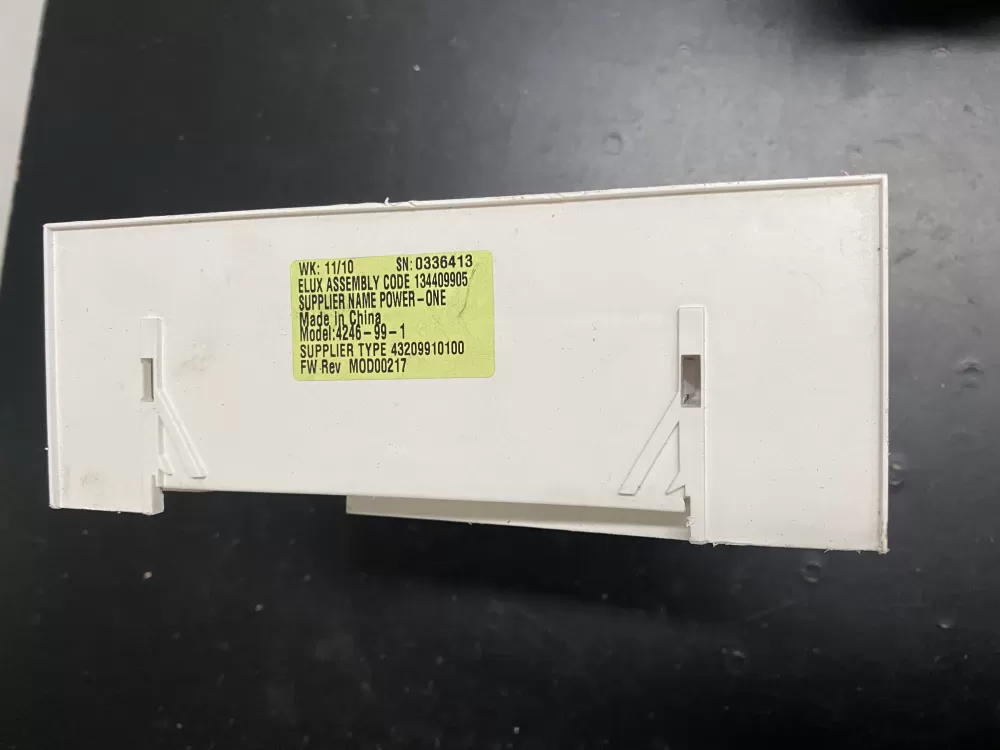 WK: 11/10 SN: 0336413
ELUX ASSEMBLY CODE 134409905
SUPPLIER NAME POWER-ONE
Made in China
Model:4246-99-1
SUPPLIER TYPE 43209910100
FW Rev MOD00217